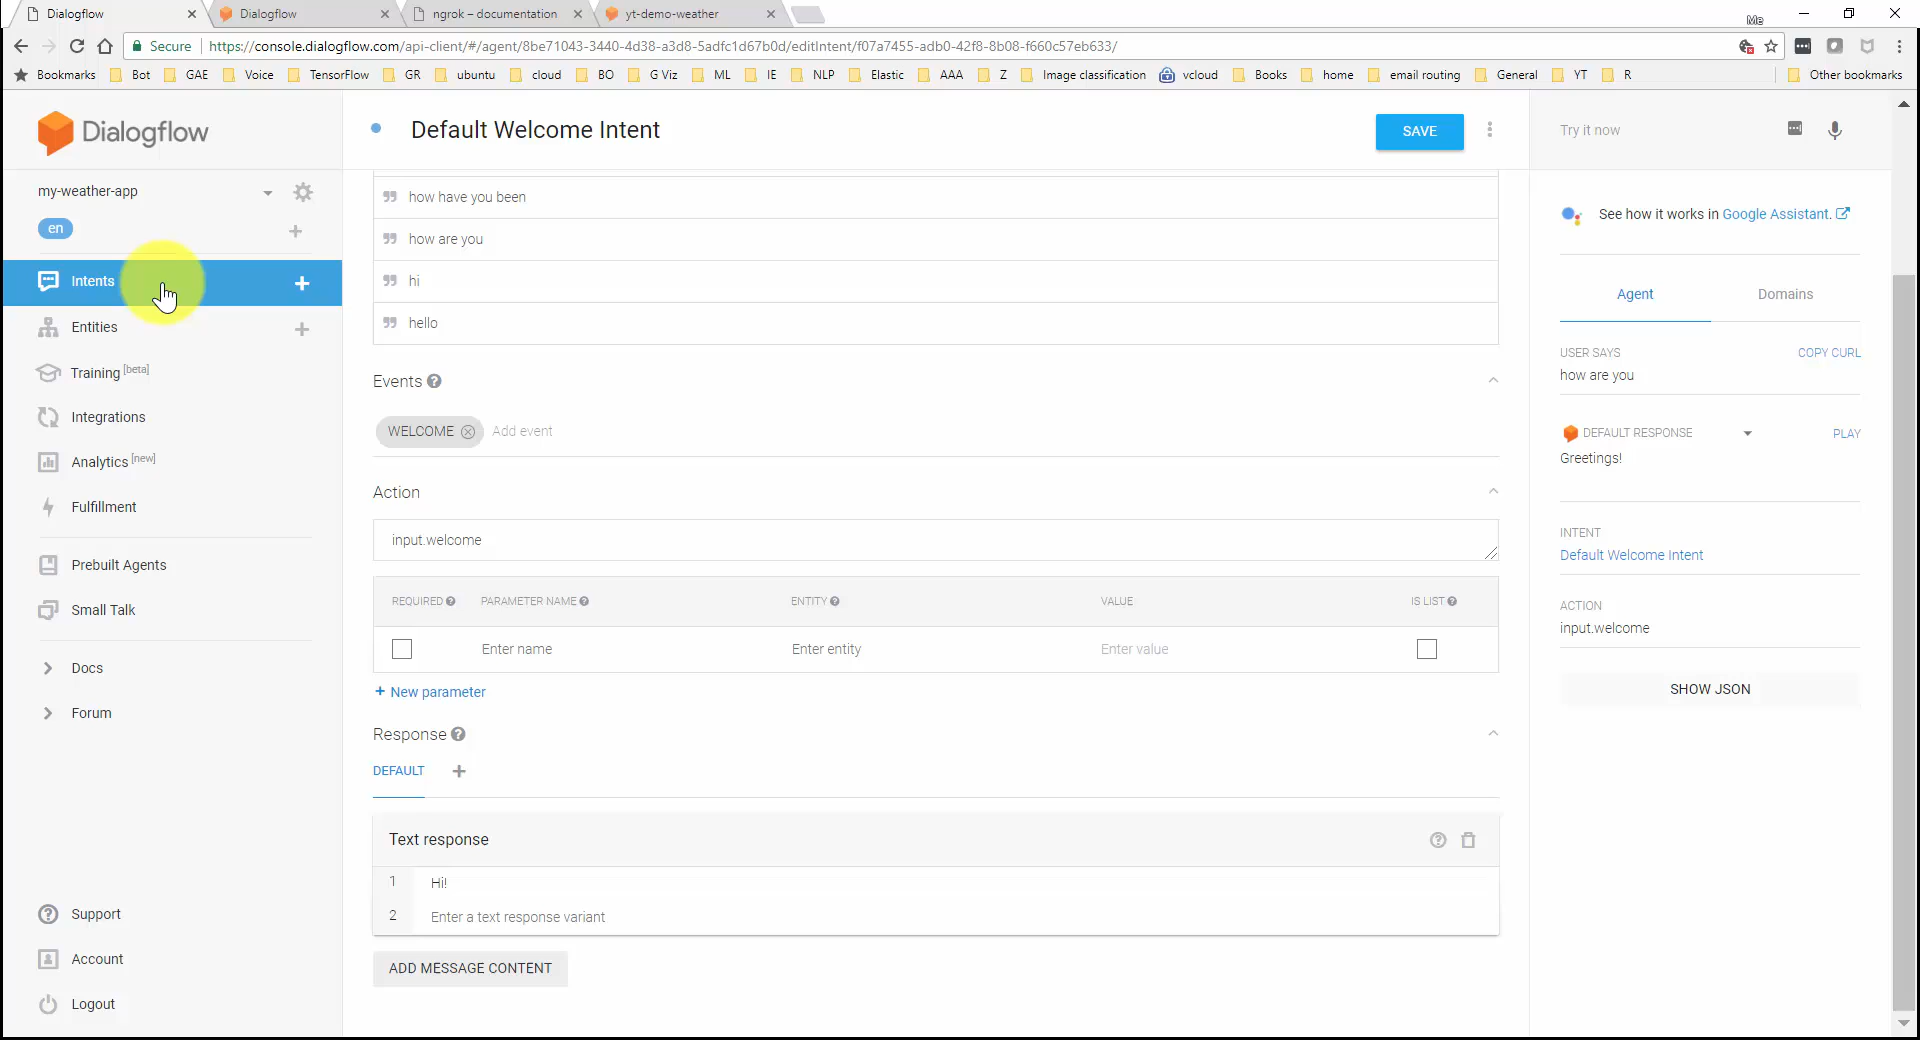 Dialogflow
Dialogflow
ngrok – documentation
yt-demo-weather
Me
Secure
https://console.dialogflow.com/api-client/#/agent/8be71043-3440-4d38-a3d8-5adfc1d67b0d/editIntent/f07a7455-adb0-42f8-8b08-f660c57eb633/
Bookmarks
Bot
GAE
Voice
TensorFlow
GR
ubuntu
cloud
BO
G Viz
ML
IE
NLP
Elastic
AAA
Z
Image classification
vcloud
Books
home
email routing
General
YT
R
Other bookmarks
Dialogflow
my-weather-app
en
Intents
Entities
Training [beta]
Integrations
Analytics [new]
Fulfillment
Prebuilt Agents
Small Talk
Docs
Forum
Support
Account
Logout
Default Welcome Intent
SAVE
how have you been
how are you
hi
hello
Events
WELCOME
Add event
Action
input.welcome
REQUIRED
PARAMETER NAME
ENTITY
VALUE
IS LIST
Enter name
Enter entity
Enter value
+ New parameter
Response
DEFAULT
Text response
1 Hi!
2 Enter a text response variant
ADD MESSAGE CONTENT
Try it now
See how it works in Google Assistant.
Agent
Domains
USER SAYS
COPY CURL
how are you
DEFAULT RESPONSE
PLAY
Greetings!
INTENT
Default Welcome Intent
ACTION
input.welcome
SHOW JSON